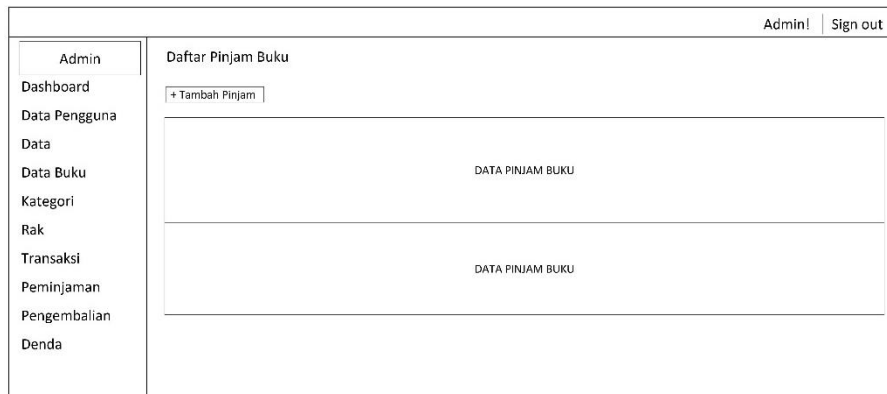 Admin! Sign out
Admin
Dashboard
Data Pengguna
Data
Data Buku
Kategori
Rak
Transaksi
Peminjaman
Pengembalian
Denda
Daftar Pinjam Buku
+ Tambah Pinjam
DATA PINJAM BUKU
DATA PINJAM BUKU